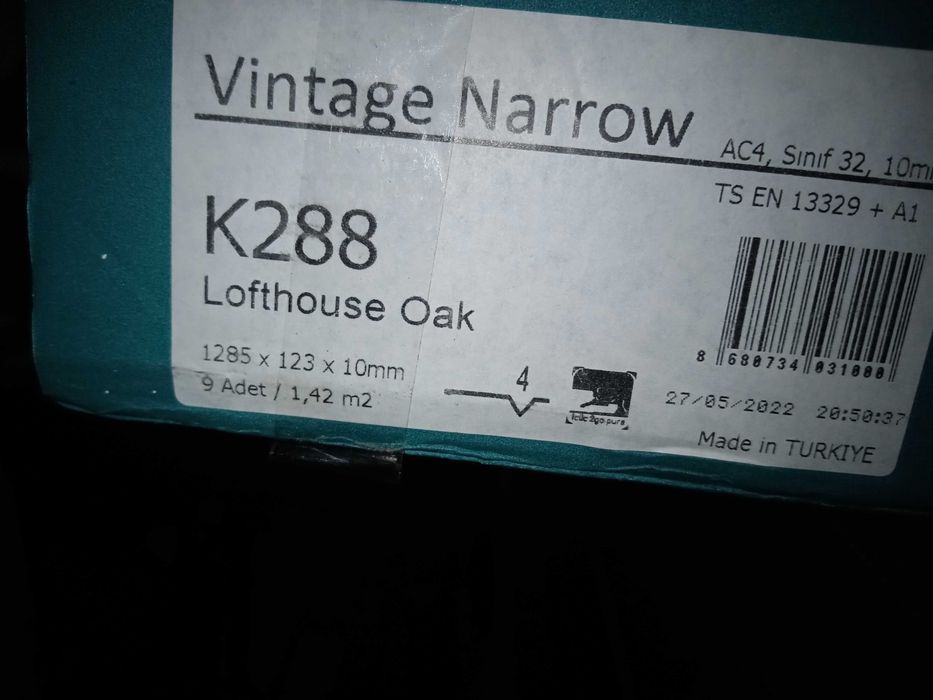 Vintage Narrow
AC4, Sınıf 32, 10m
TS EN 13329 + A1
K288
Lofthouse Oak
8 680734 031000
1285 x 123 x 10mm
9 Adet / 1,42 m2
4
27/05/2022 20:50:37
Made in TURKIYE